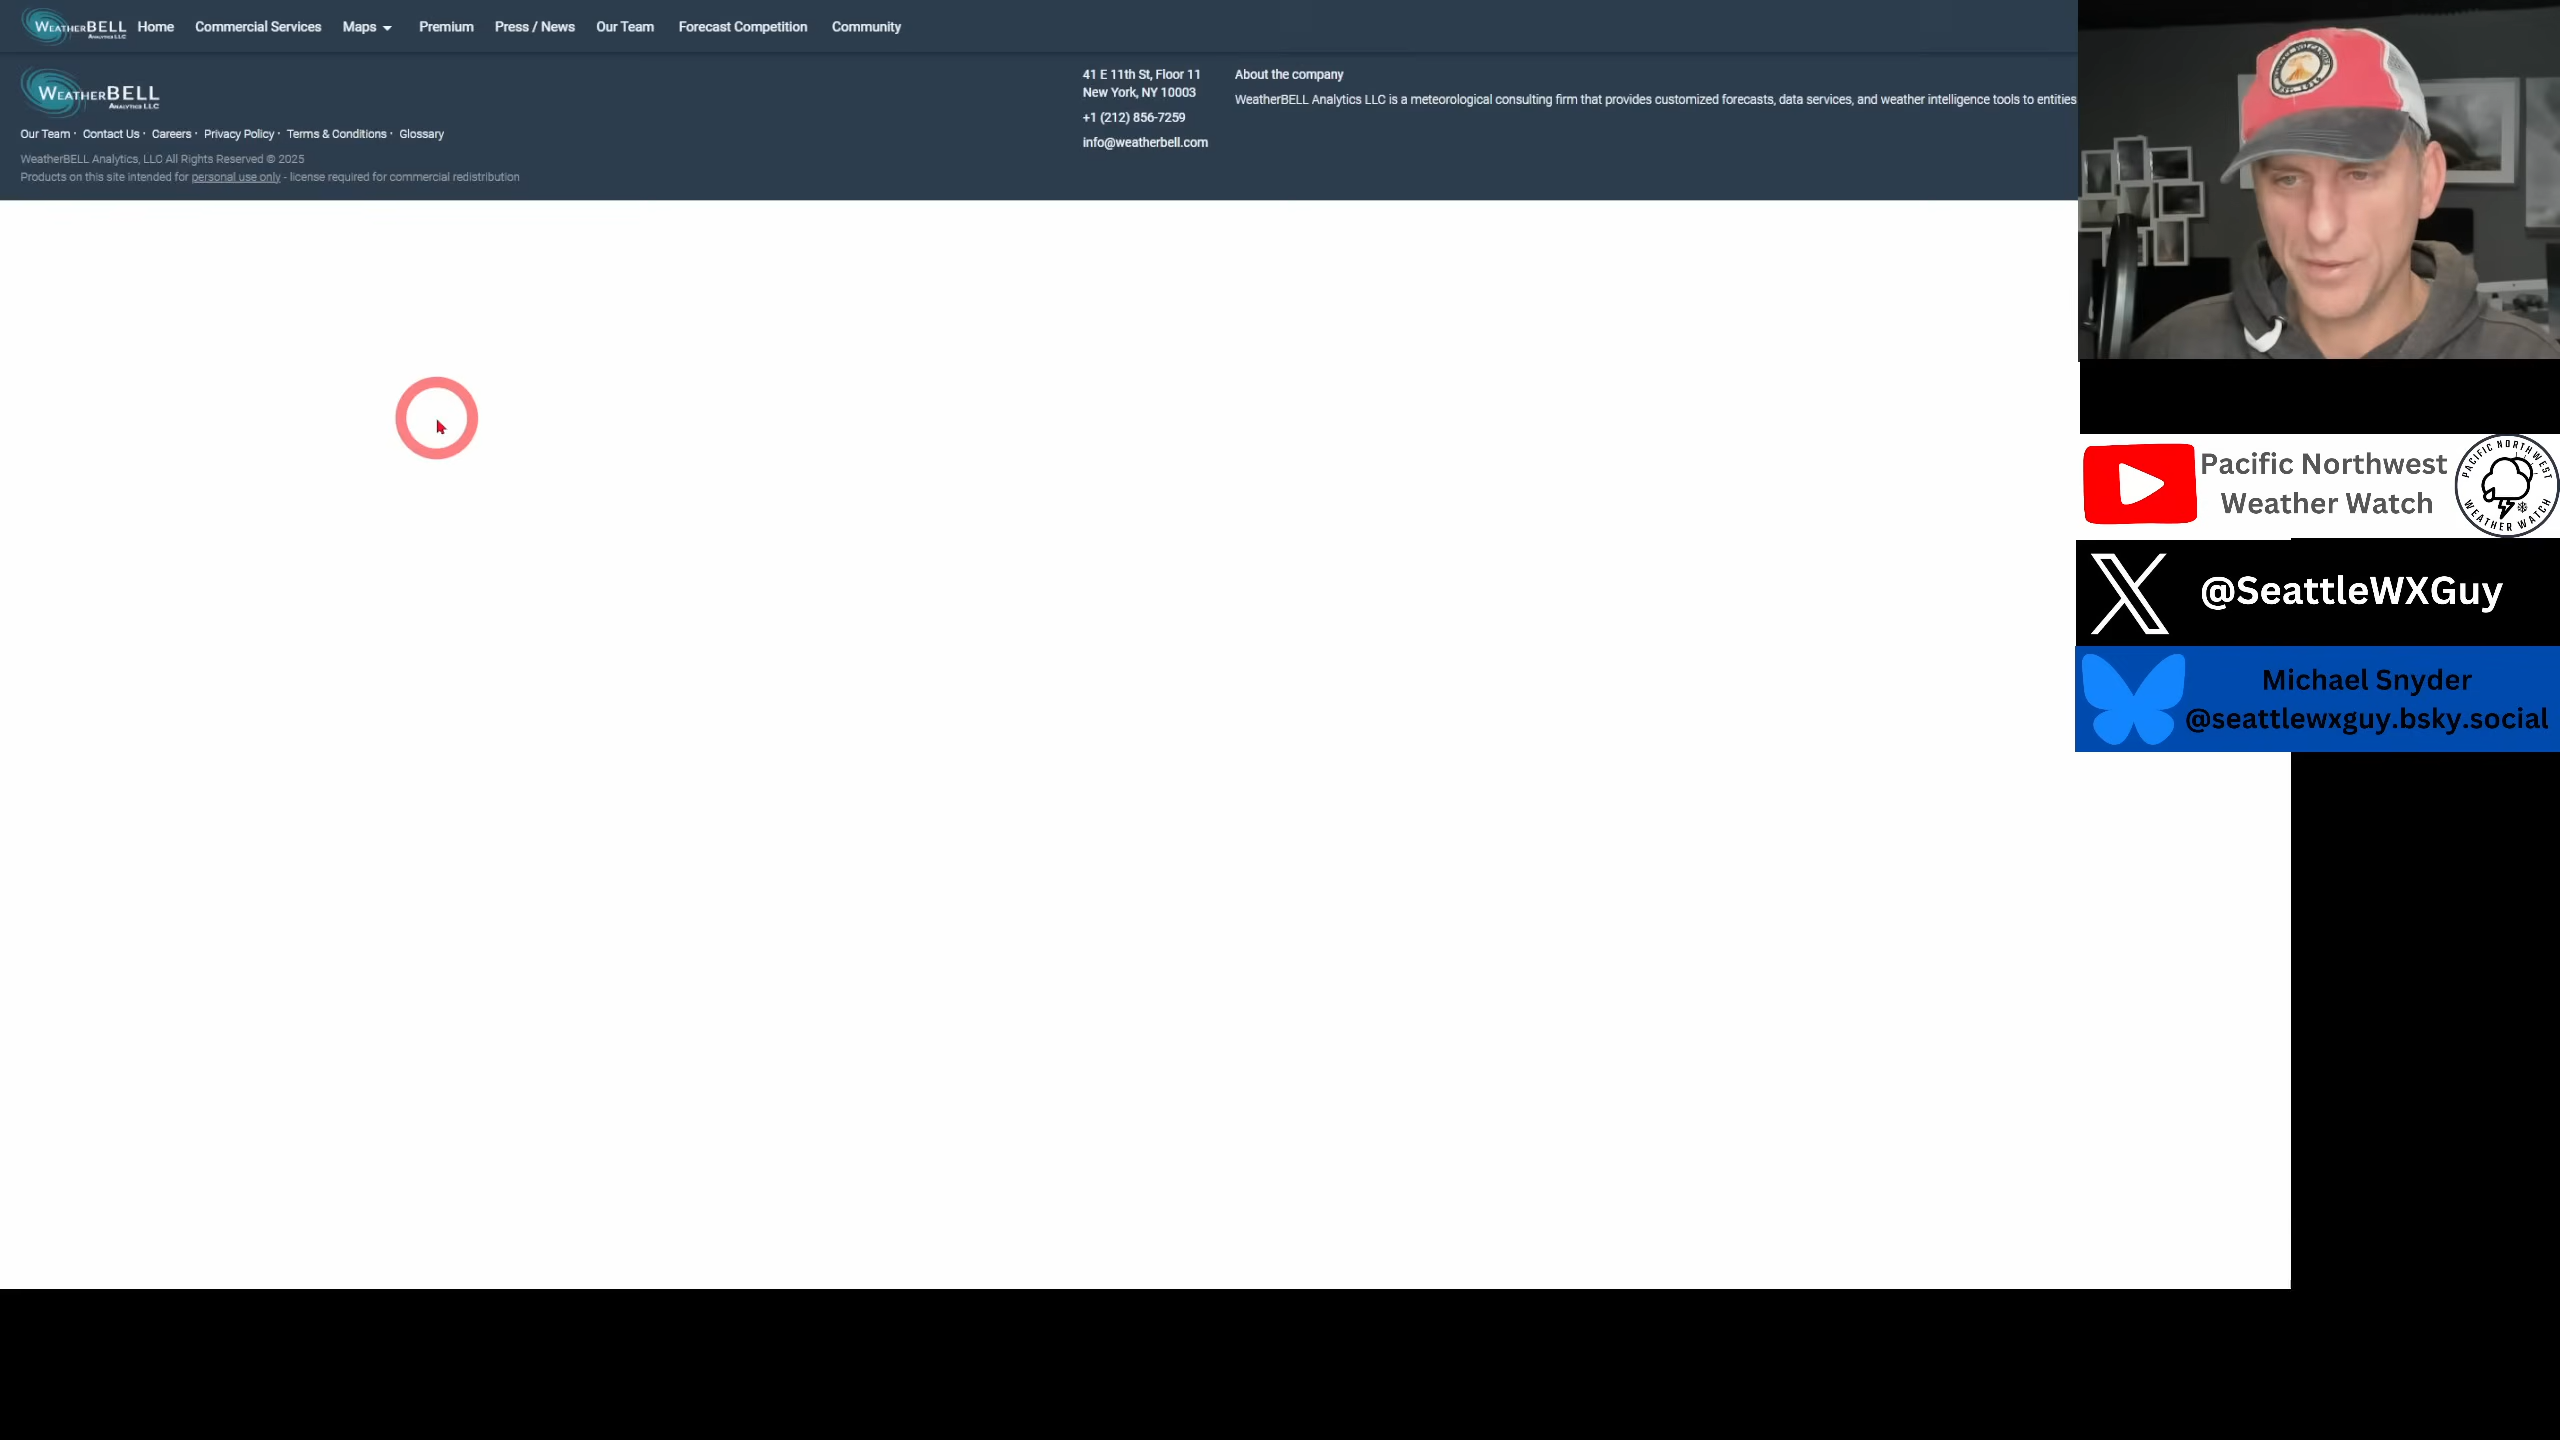 WEATHERBELL
ANALYTICS LLC
Home Commercial Services Maps Premium Press / News Our Team Forecast Competition Community
WEATHERBELL
ANALYTICS LLC
Our Team · Contact Us · Careers · Privacy Policy · Terms & Conditions · Glossary
WeatherBELL Analytics, LLC All Rights Reserved © 2025
Products on this site intended for personal use only - license required for commercial redistribution
41 E 11th St, Floor 11
New York, NY 10003
+1 (212) 856-7259
info@weatherbell.com
About the company
WeatherBELL Analytics LLC is a meteorological consulting firm that provides customized forecasts, data services, and weather intelligence tools to entities
Pacific Northwest
Weather Watch
PACIFIC NORTHWEST
WEATHER WATCH
@SeattleWXGuy
Michael Snyder
@seattlewxguy.bsky.social